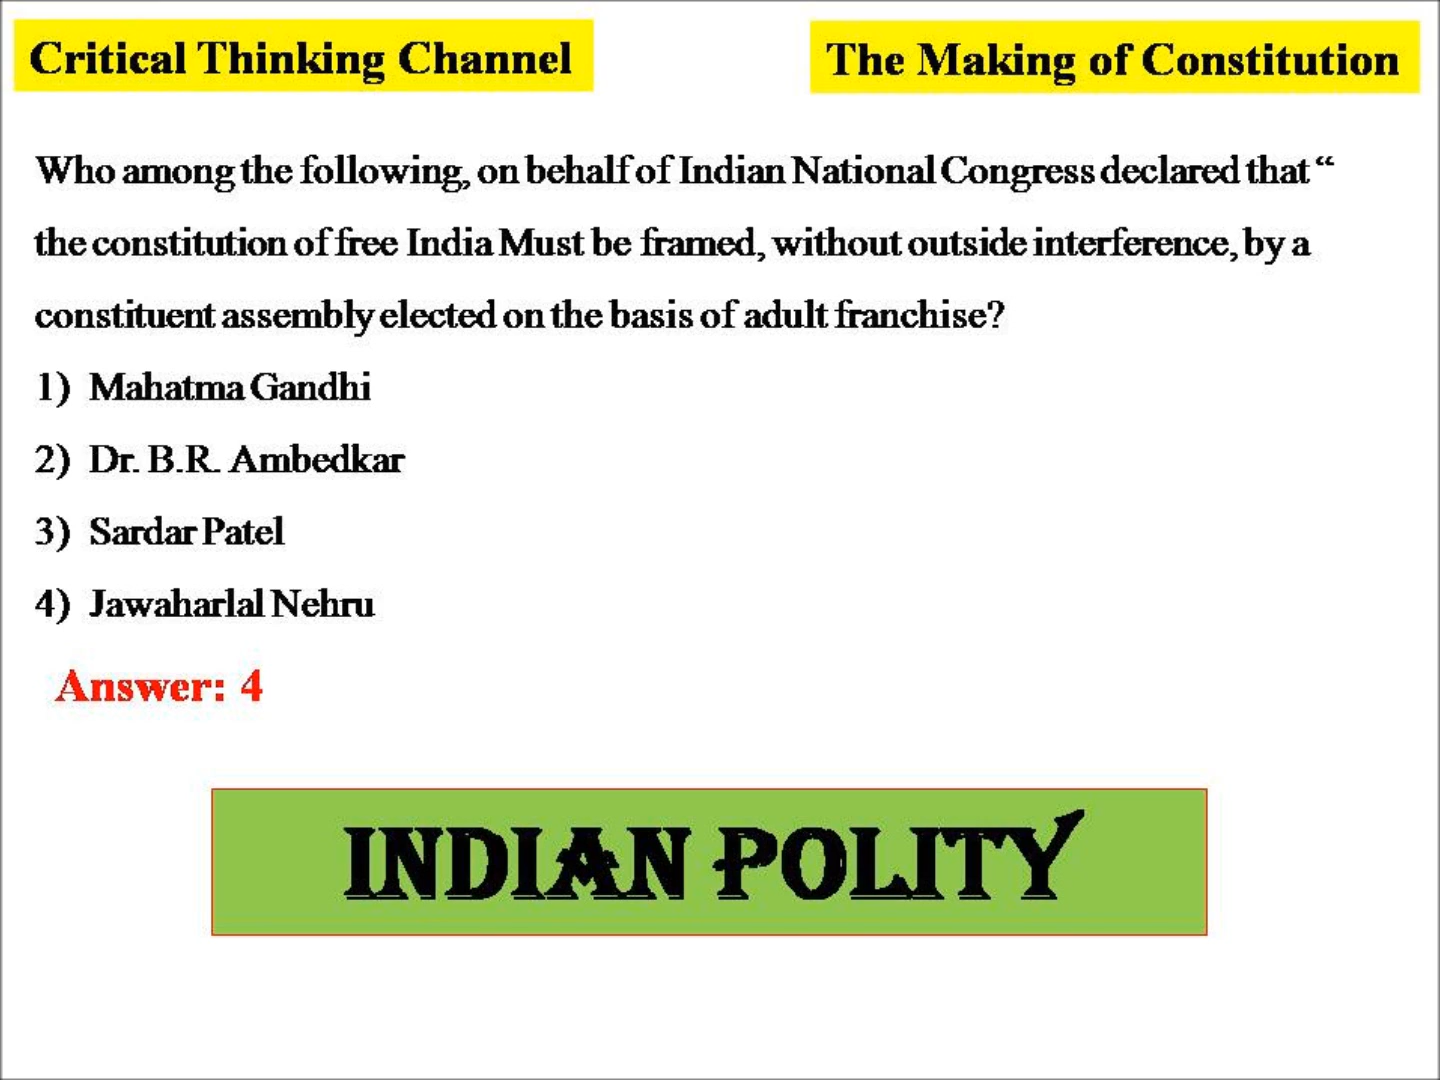 Critical Thinking Channel
The Making of Constitution
Who among the following, on behalf of Indian National Congress declared that “
the constitution of free India Must be framed, without outside interference, by a
constituent assembly elected on the basis of adult franchise?
1) Mahatma Gandhi
2) Dr. B.R. Ambedkar
3) Sardar Patel
4) Jawaharlal Nehru
Answer: 4
INDIAN POLITY